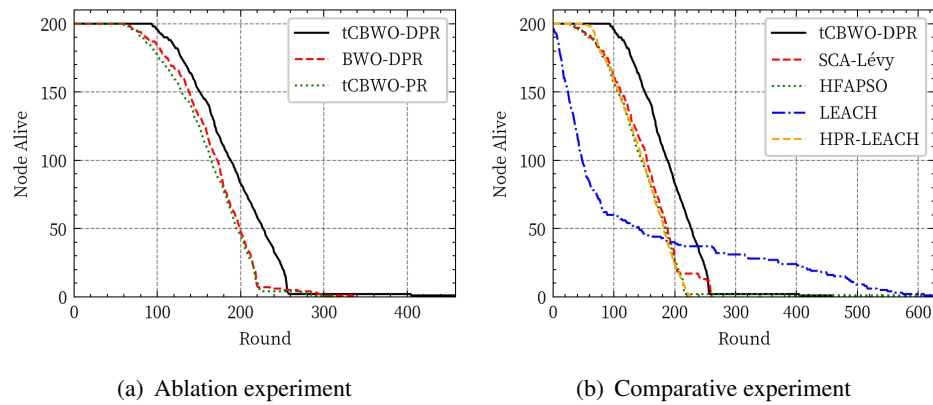 200
150
100
50
0
Node Alive
0 100 200 300 400
Round
tCBWO-DPR
BWO-DPR
tCBWO-PR
(a) Ablation experiment
200
150
100
50
0
Node Alive
0 100 200 300 400 500 600
Round
tCBWO-DPR
SCA-Lévy
HFAPSO
LEACH
HPR-LEACH
(b) Comparative experiment